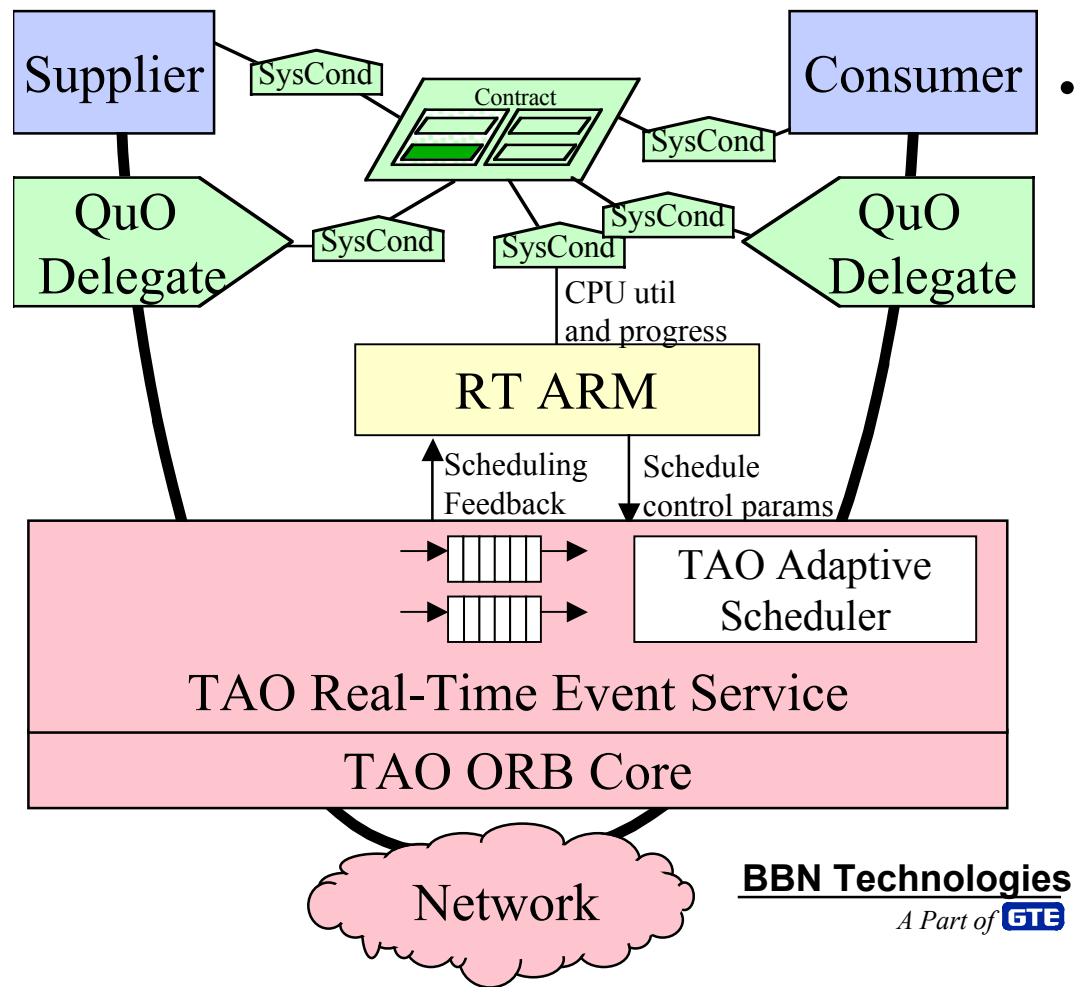 Supplier
SysCond
Contract
Consumer
•
SysCond
QuO
Delegate
SysCond
SysCond
SysCond
QuO
Delegate
CPU util
and progress
RT ARM
Scheduling
Feedback
Schedule
control params
TAO Adaptive
Scheduler
TAO Real-Time Event Service
TAO ORB Core
Network
BBN Technologies
A Part of GTE